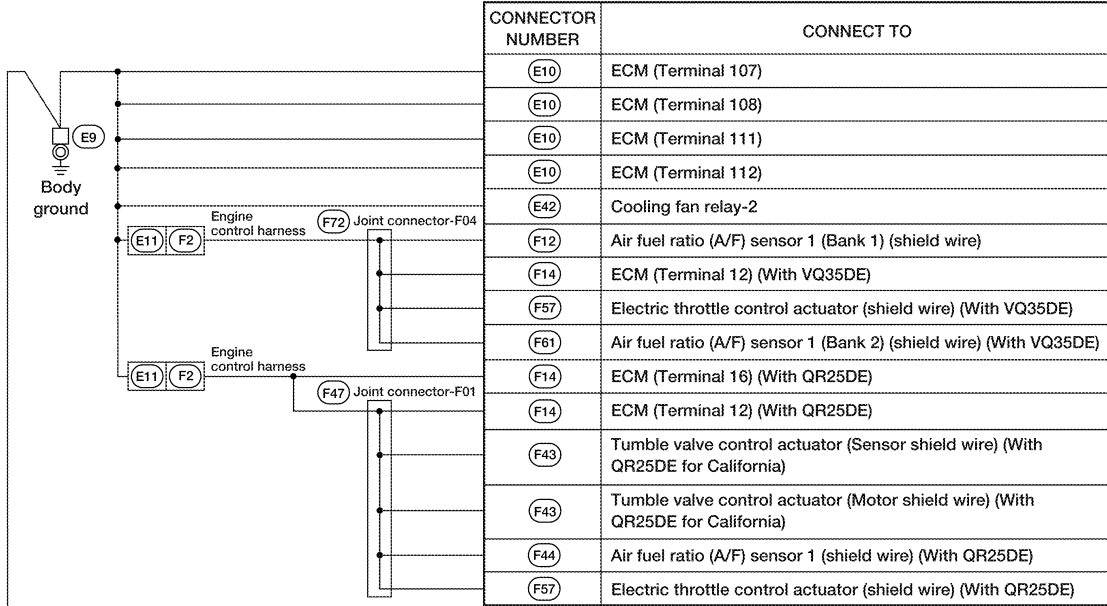 CONNECTOR
NUMBER
CONNECT TO
E10 ECM (Terminal 107)
E10 ECM (Terminal 108)
E9
E10 ECM (Terminal 111)
E10 ECM (Terminal 112)
Body
ground
E42 Cooling fan relay-2
Engine
control harness
F72 Joint connector-F04
E11 F2
F12 Air fuel ratio (A/F) sensor 1 (Bank 1) (shield wire)
F14 ECM (Terminal 12) (With VQ35DE)
F57 Electric throttle control actuator (shield wire) (With VQ35DE)
F61 Air fuel ratio (A/F) sensor 1 (Bank 2) (shield wire) (With VQ35DE)
Engine
control harness
E11 F2
F14 ECM (Terminal 16) (With QR25DE)
F47 Joint connector-F01
F14 ECM (Terminal 12) (With QR25DE)
F43 Tumble valve control actuator (Sensor shield wire) (With
QR25DE for California)
F43 Tumble valve control actuator (Motor shield wire) (With
QR25DE for California)
F44 Air fuel ratio (A/F) sensor 1 (shield wire) (With QR25DE)
F57 Electric throttle control actuator (shield wire) (With QR25DE)